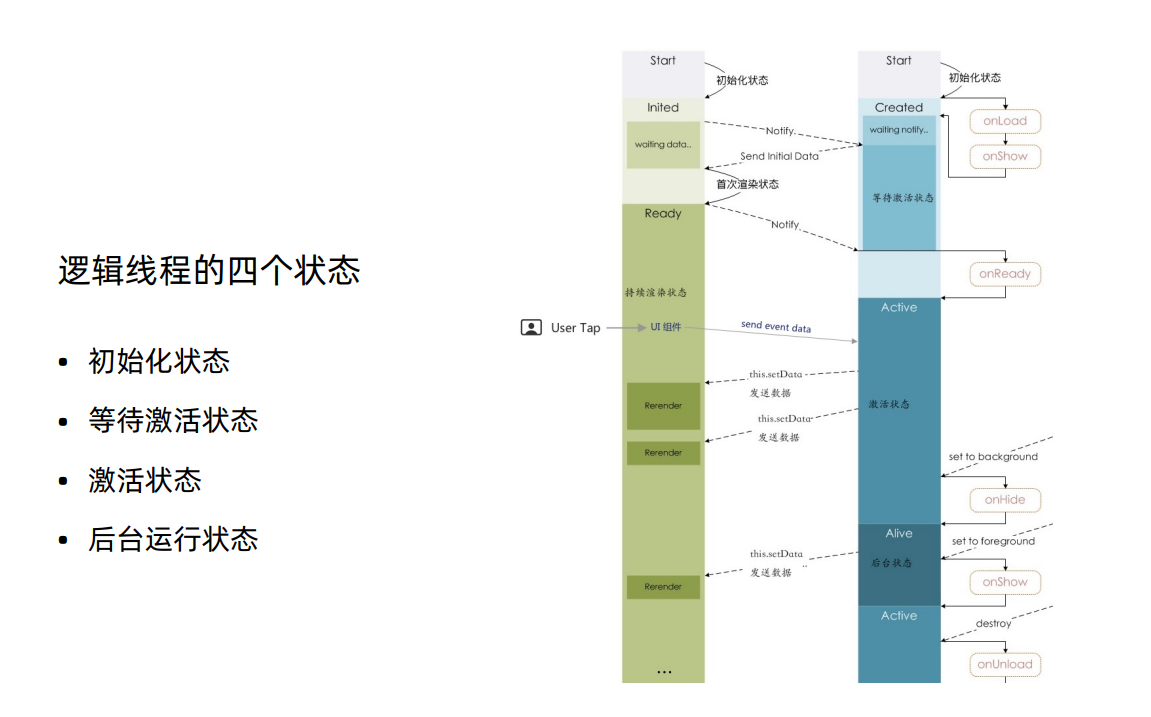 逻辑线程的四个状态
• 初始化状态
• 等待激活状态
• 激活状态
• 后台运行状态
Start
初始化状态
Inited
waiting data..
Notify.
Send Initial Data
首次渲染状态
Ready
Notify.
持续渲染状态
User Tap
UI 组件
send event data
this.setData
发送数据
Rerender
this.setData
发送数据
Rerender
this.setData
发送数据
Rerender
...
Start
初始化状态
Created
waiting notify..
onLoad
onShow
等待激活状态
onReady
Active
激活状态
set to background
onHide
Alive
后台状态
set to foreground
onShow
Active
destroy
onUnload